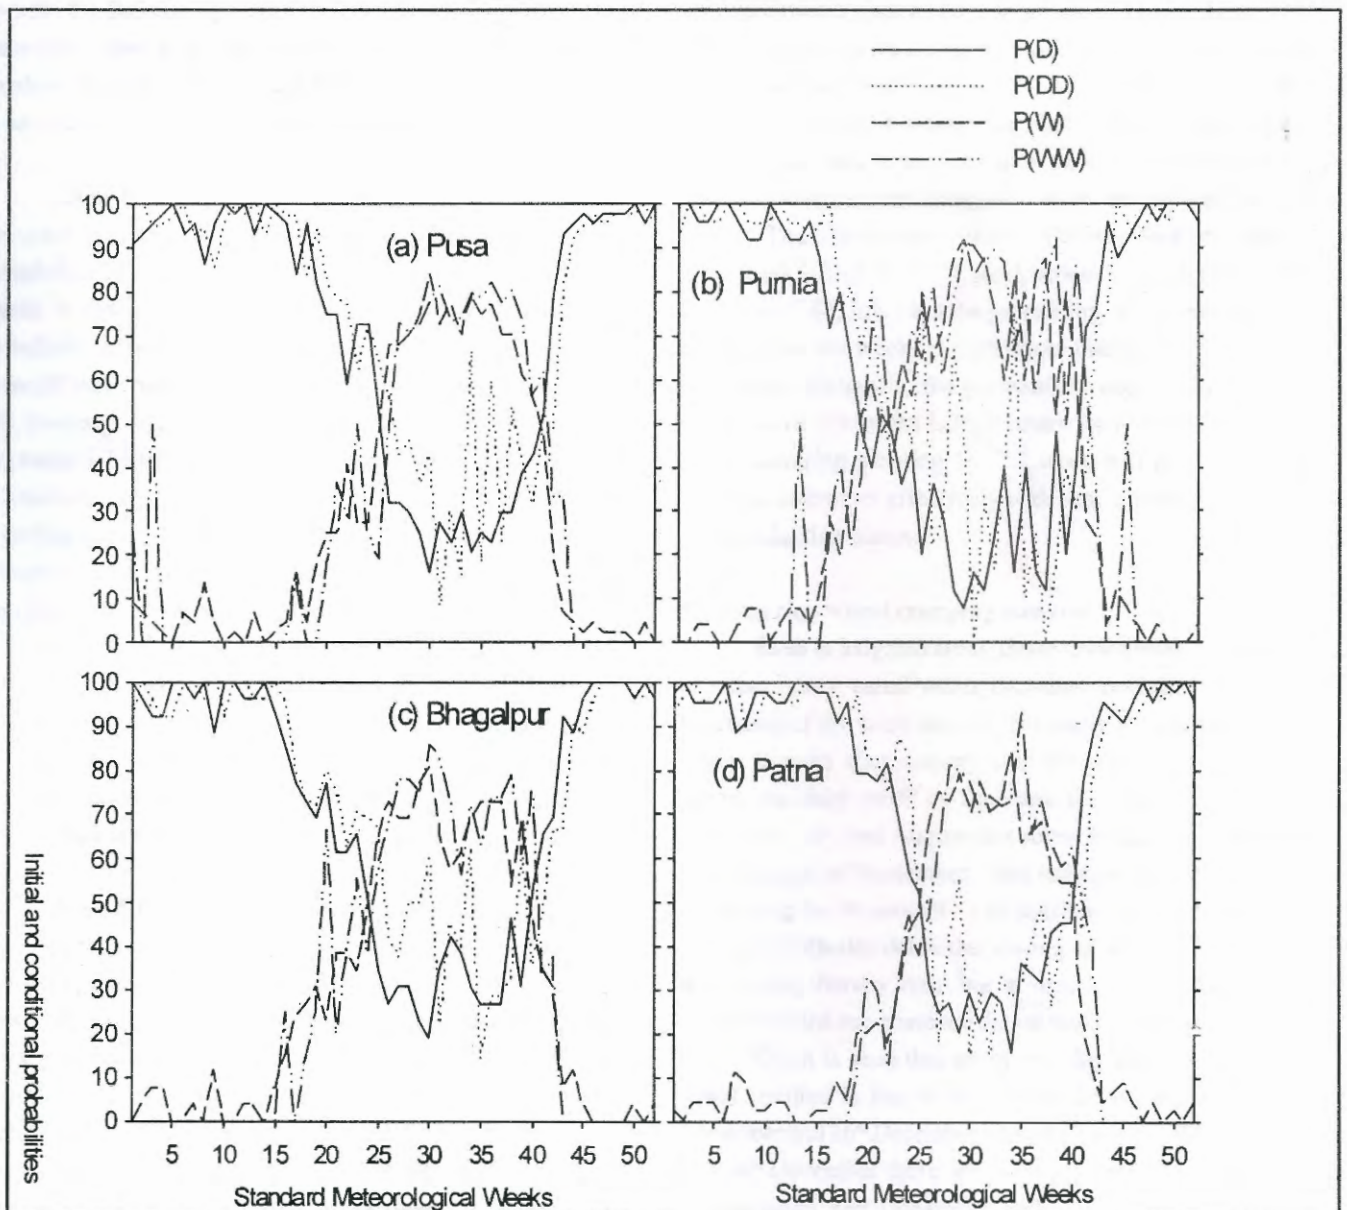 P(D)
P(DD)
P(W)
P(WW)
(a) Pusa
(b) Purnia
100
90
80
70
60
50
40
30
20
10
0
(c) Bhagalpur
(d) Patna
100
90
80
70
60
50
40
30
20
10
0
5 10 15 20 25 30 35 40 45 50
5 10 15 20 25 30 35 40 45 50
Standard Meteorological Weeks
Standard Meteorological Weeks
Initial and conditional probabilities